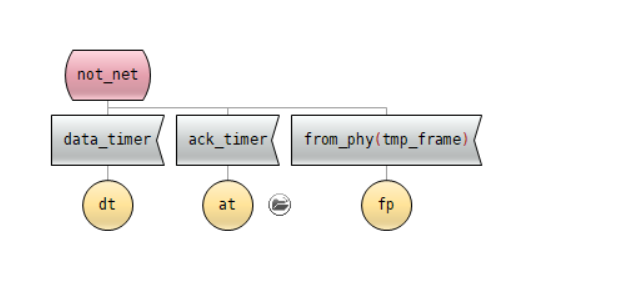 not_net
data_timer
ack_timer
from_phy(tmp_frame)
dt
at
fp